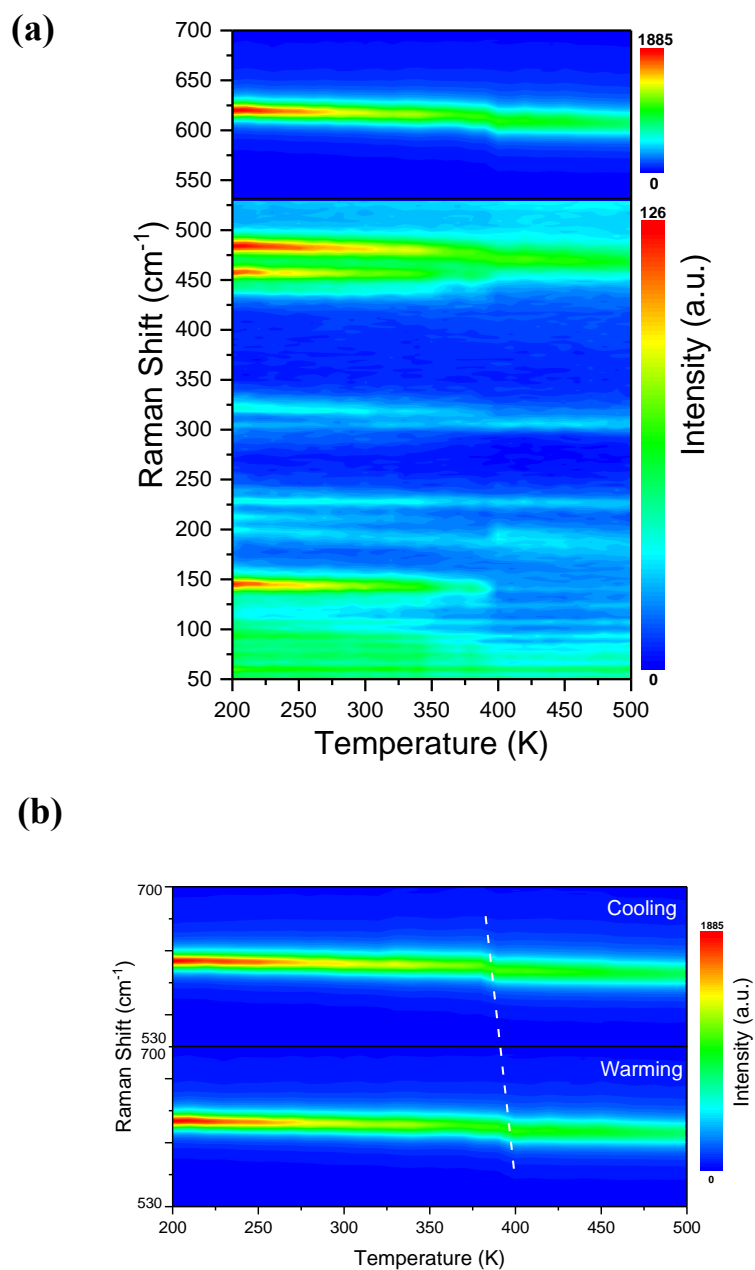 (a)
700
650
600
550
500
450
400
350
300
250
200
150
100
50
Raman Shift (cm-1)
200 250 300 350 400 450 500
Temperature (K)
1885
0
126
0
Intensity (a.u.)
(b)
700
530
700
530
Raman Shift (cm-1)
Cooling
Warming
200 250 300 350 400 450 500
Temperature (K)
1885
0
Intensity (a.u.)